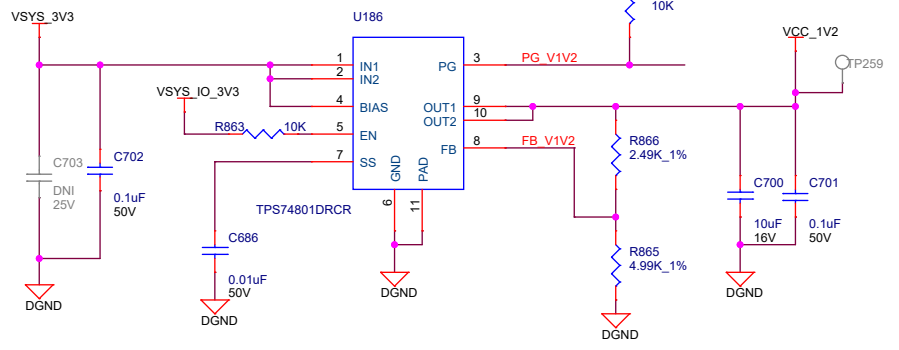 VSYS_3V3
U186
10K
VCC_1V2
1 IN1
2 IN2
PG 3 PG_V1V2
TP259
VSYS_IO_3V3
4 BIAS
OUT1 9
OUT2 10
R863 10K
5 EN
FB 8 FB_V1V2
R866
2.49K_1%
C703
DNI
25V
C702
0.1uF
50V
7 SS
GND
PAD
6
11
TPS74801DRCR
C700
10uF
16V
C701
0.1uF
50V
C686
0.01uF
50V
R865
4.99K_1%
DGND
DGND
DGND
DGND
DGND